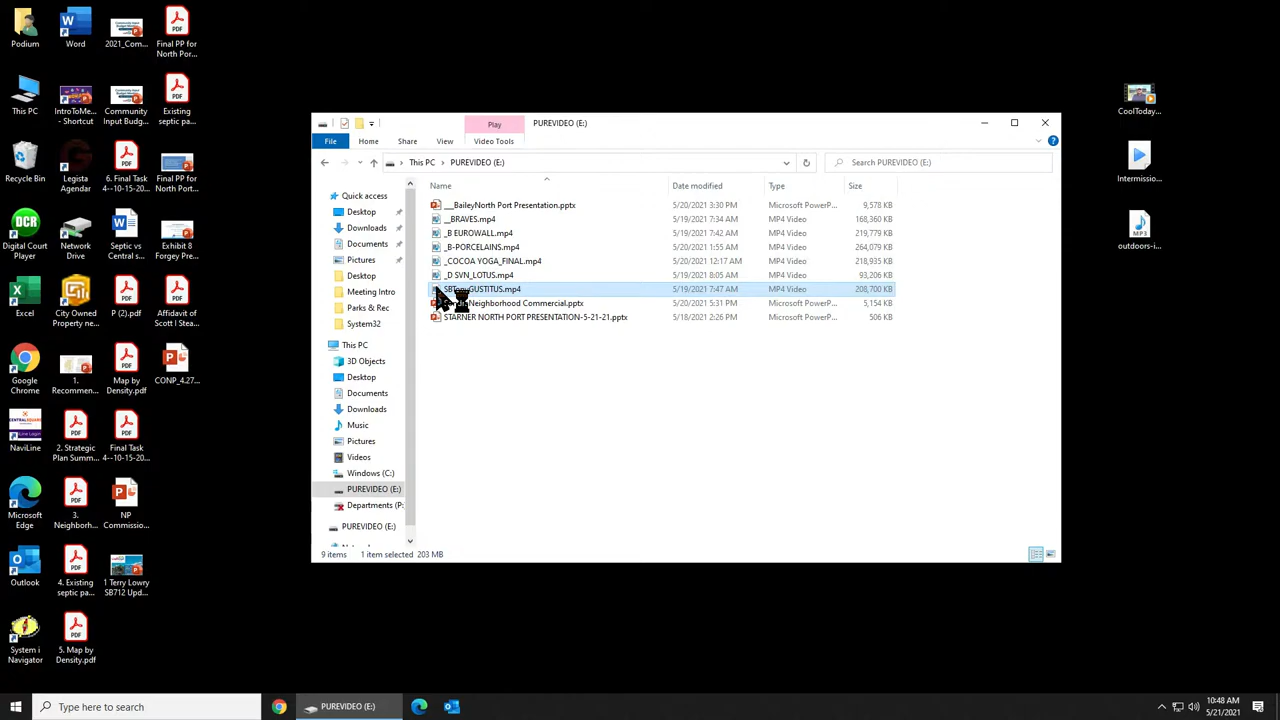 Podium
Word
2021_Com...
Final PP for
North Por...
This PC
IntroToMe...
- Shortcut
Community
Input Budg...
Existing
septic pa...
Recycle Bin
Legista
Agendar
6. Final Task
4--10-15-20...
Final PP for
North Port...
Digital Court
Player
Network
Drive
Septic vs
Central s...
Exhibit 8
Forgey Pre...
Excel
City Owned
Property ne...
P (2).pdf
Affidavit of
Scott I Stea...
Google
Chrome
1.
Recommen...
Map by
Density.pdf
CONP_4.27...
NaviLine
2. Strategic
Plan Summ...
Final Task
4--10-15-20...
Microsoft
Edge
3.
Neighborh...
NP
Commissio...
Outlook
4. Existing
septic pa...
1 Terry Lowry
SB712 Upd...
System i
Navigator
5. Map by
Density.pdf
CoolToday...
Intermissio...
MP3
outdoors-i...
Play
PUREVIDEO (E:)
File
Home
Share
View
Video Tools
This PC
PUREVIDEO (E:)
Search PUREVIDEO (E:)
Name
Date modified
Type
Size
__BaileyNorth Port Presentation.pptx 5/20/2021 3:30 PM Microsoft PowerP... 9,578 KB
__BRAVES.mp4 5/19/2021 7:34 AM MP4 Video 168,360 KB
_B EUROWALL.mp4 5/19/2021 7:42 AM MP4 Video 219,779 KB
_B-PORCELAINS.mp4 5/20/2021 1:55 AM MP4 Video 264,079 KB
_COCOA YOGA_FINAL.mp4 5/20/2021 12:17 AM MP4 Video 218,935 KB
_D SVN_LOTUS.mp4 5/19/2021 8:05 AM MP4 Video 93,206 KB
GUSTITUS.mp4 5/19/2021 7:47 AM MP4 Video 208,700 KB
Neighborhood Commercial.pptx 5/20/2021 5:31 PM Microsoft PowerP... 5,154 KB
STARNER NORTH PORT PRESENTATION-5-21-21.pptx 5/18/2021 2:26 PM Microsoft PowerP... 506 KB
Quick access
Desktop
Downloads
Documents
Pictures
Desktop
Meeting Intro
Parks & Rec
System32
This PC
3D Objects
Desktop
Documents
Downloads
Music
Pictures
Videos
Windows (C:)
PUREVIDEO (E:)
Departments (P:
PUREVIDEO (E:)
9 items
1 item selected 203 MB
Type here to search
PUREVIDEO (E:)
10:48 AM
5/21/2021